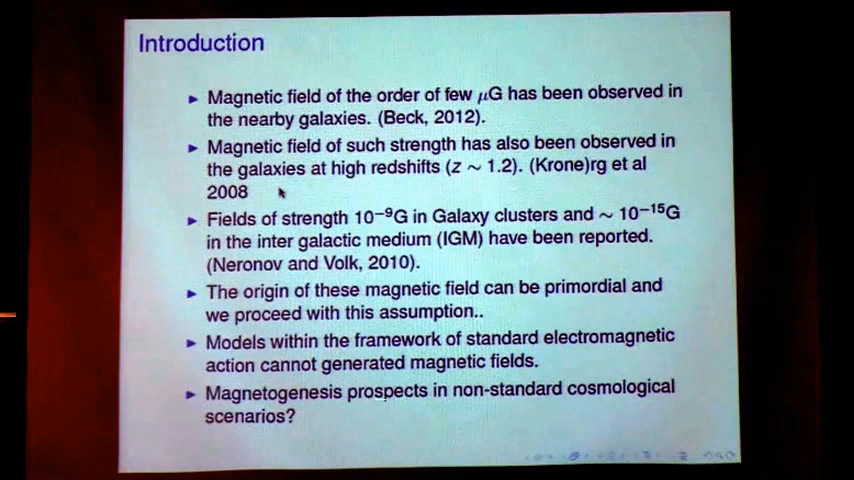 Introduction
► Magnetic field of the order of few μG has been observed in
the nearby galaxies. (Beck, 2012).
► Magnetic field of such strength has also been observed in
the galaxies at high redshifts (z ∼ 1.2). (Krone)rg et al
2008
► Fields of strength 10⁻⁹G in Galaxy clusters and ∼ 10⁻¹⁵G
in the inter galactic medium (IGM) have been reported.
(Neronov and Volk, 2010).
► The origin of these magnetic field can be primordial and
we proceed with this assumption..
► Models within the framework of standard electromagnetic
action cannot generated magnetic fields.
► Magnetogenesis prospects in non-standard cosmological
scenarios?